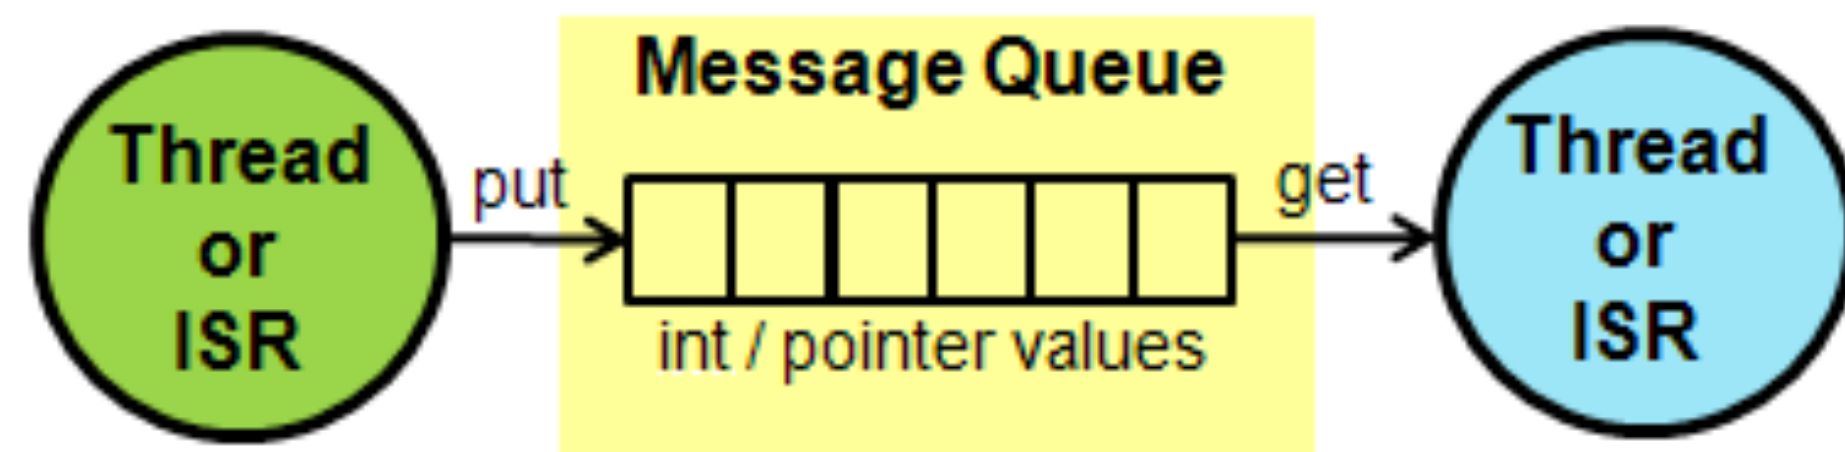 Message Queue
Thread
or
ISR
put
int / pointer values
get
Thread
or
ISR